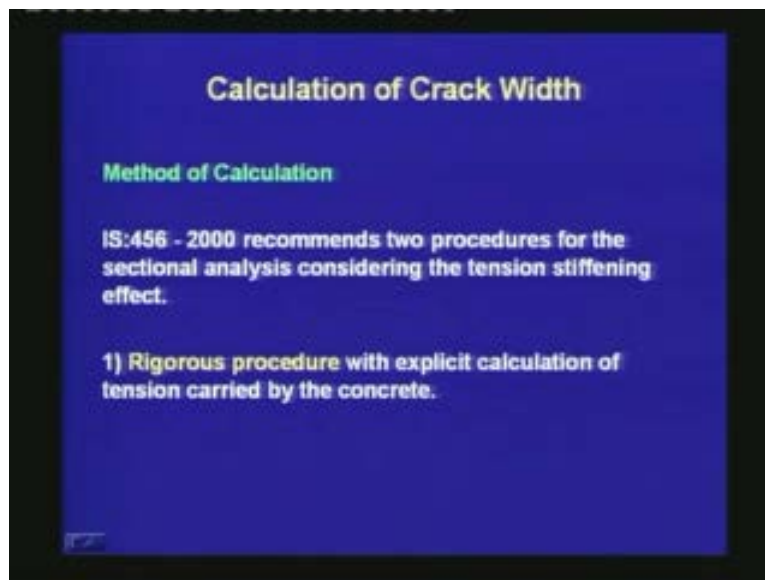 Calculation of Crack Width
Method of Calculation
IS:456 - 2000 recommends two procedures for the
sectional analysis considering the tension stiffening
effect.
1) Rigorous procedure with explicit calculation of
tension carried by the concrete.